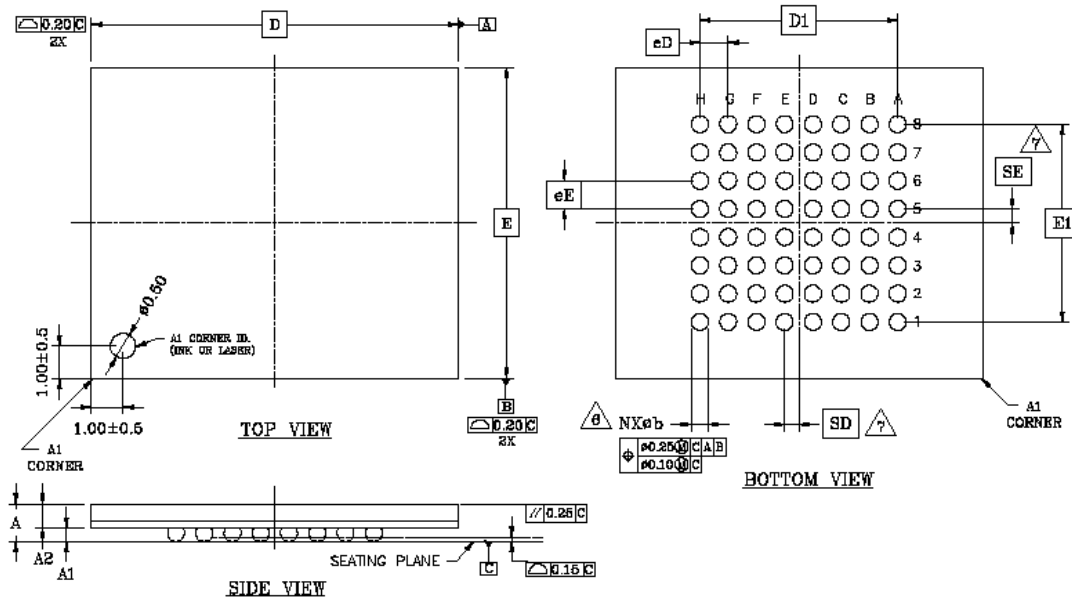 ⌓ 0.20 C
2X
D
A
E
ø0.50
A1 CORNER ID.
(INK OR LASER)
1.00±0.5
1.00±0.5
A1
CORNER
B
⌓ 0.20 C
2X
TOP VIEW
D1
eD
H G F E D C B A
8
7
6
5
4
3
2
1
7
SE
eE
E1
6
NXøb
⌖ ø0.25 Ⓜ C A B
ø0.10 Ⓜ C
SD
7
A1
CORNER
BOTTOM VIEW
A
A2
A1
// 0.25 C
SEATING PLANE
C
⌓ 0.15 C
SIDE VIEW